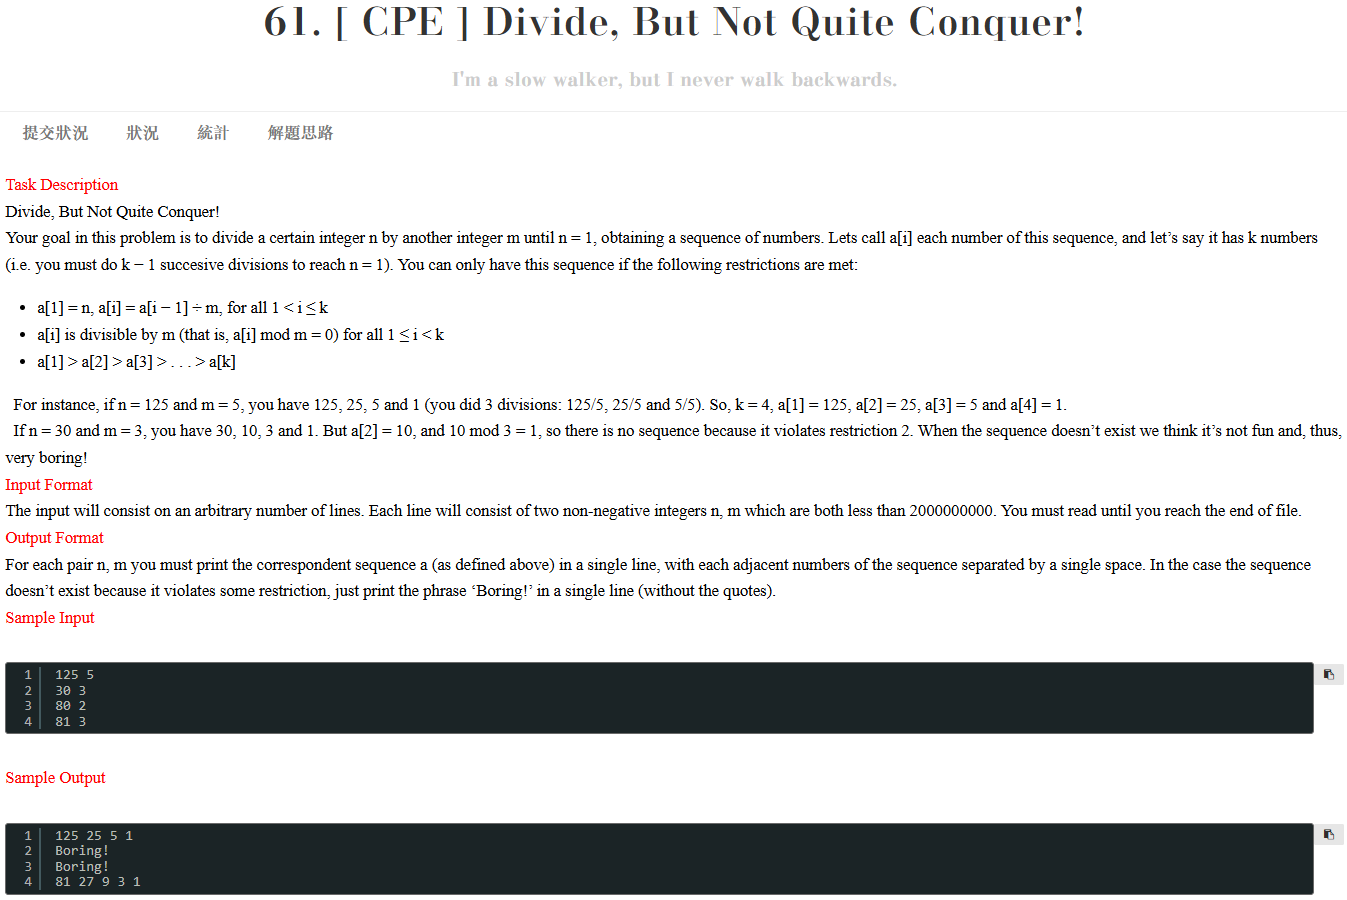 61. [ CPE ] Divide, But Not Quite Conquer!
I'm a slow walker, but I never walk backwards.
提交狀況 狀況 統計 解題思路
Task Description
Divide, But Not Quite Conquer!
Your goal in this problem is to divide a certain integer n by another integer m until n = 1, obtaining a sequence of numbers. Lets call a[i] each number of this sequence, and let’s say it has k numbers
(i.e. you must do k − 1 succesive divisions to reach n = 1). You can only have this sequence if the following restrictions are met:
• a[1] = n, a[i] = a[i − 1] ÷ m, for all 1 < i ≤ k
• a[i] is divisible by m (that is, a[i] mod m = 0) for all 1 ≤ i < k
• a[1] > a[2] > a[3] > . . . > a[k]
For instance, if n = 125 and m = 5, you have 125, 25, 5 and 1 (you did 3 divisions: 125/5, 25/5 and 5/5). So, k = 4, a[1] = 125, a[2] = 25, a[3] = 5 and a[4] = 1.
If n = 30 and m = 3, you have 30, 10, 3 and 1. But a[2] = 10, and 10 mod 3 = 1, so there is no sequence because it violates restriction 2. When the sequence doesn’t exist we think it’s not fun and, thus,
very boring!
Input Format
The input will consist on an arbitrary number of lines. Each line will consist of two non-negative integers n, m which are both less than 2000000000. You must read until you reach the end of file.
Output Format
For each pair n, m you must print the correspondent sequence a (as defined above) in a single line, with each adjacent numbers of the sequence separated by a single space. In the case the sequence
doesn’t exist because it violates some restriction, just print the phrase ‘Boring!’ in a single line (without the quotes).
Sample Input
1 125 5
2 30 3
3 80 2
4 81 3
Sample Output
1 125 25 5 1
2 Boring!
3 Boring!
4 81 27 9 3 1